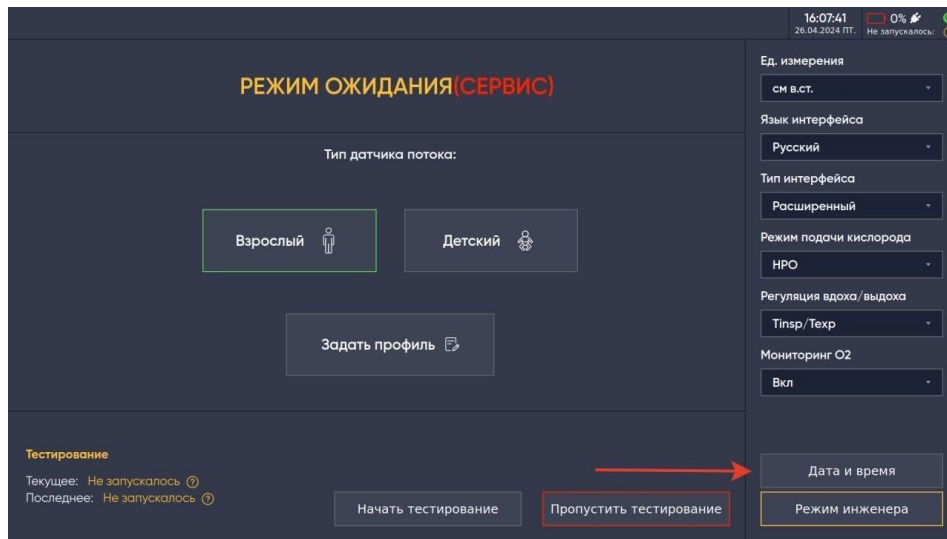 16:07:41
26.04.2024 ПТ.
0%
Не запускалось:
РЕЖИМ ОЖИДАНИЯ(СЕРВИС)
Тип датчика потока:
Взрослый
Детский
Задать профиль
Тестирование
Текущее: Не запускалось ?
Последнее: Не запускалось ?
Начать тестирование
Пропустить тестирование
Ед. измерения
см в.ст.
Язык интерфейса
Русский
Тип интерфейса
Расширенный
Режим подачи кислорода
HPO
Регуляция вдоха/выдоха
Tinsp/Texp
Мониторинг O2
Вкл
Дата и время
Режим инженера